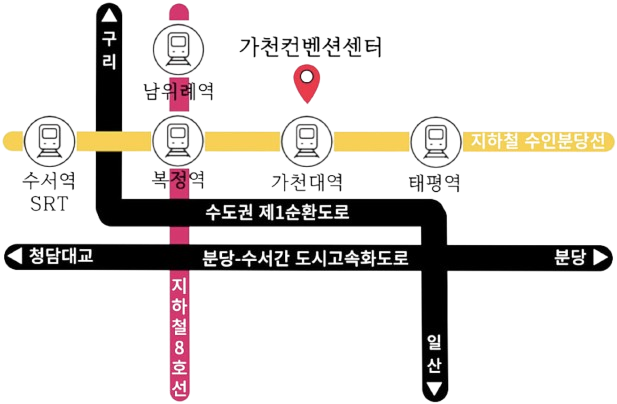 구리
가천컨벤션센터
남위례역
지하철 수인분당선
수서역
SRT
복정역
가천대역
태평역
수도권 제1순환도로
청담대교
분당-수서간 도시고속화도로
분당
지하철8호선
일산